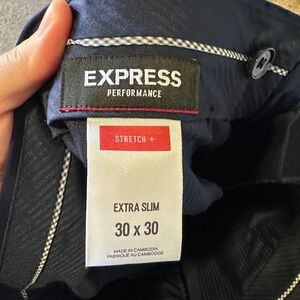 EXPRESS
PERFORMANCE
STRETCH +
EXTRA SLIM
30 x 30
MADE IN CAMBODIA
FABRIQUÉ AU CAMBODGE